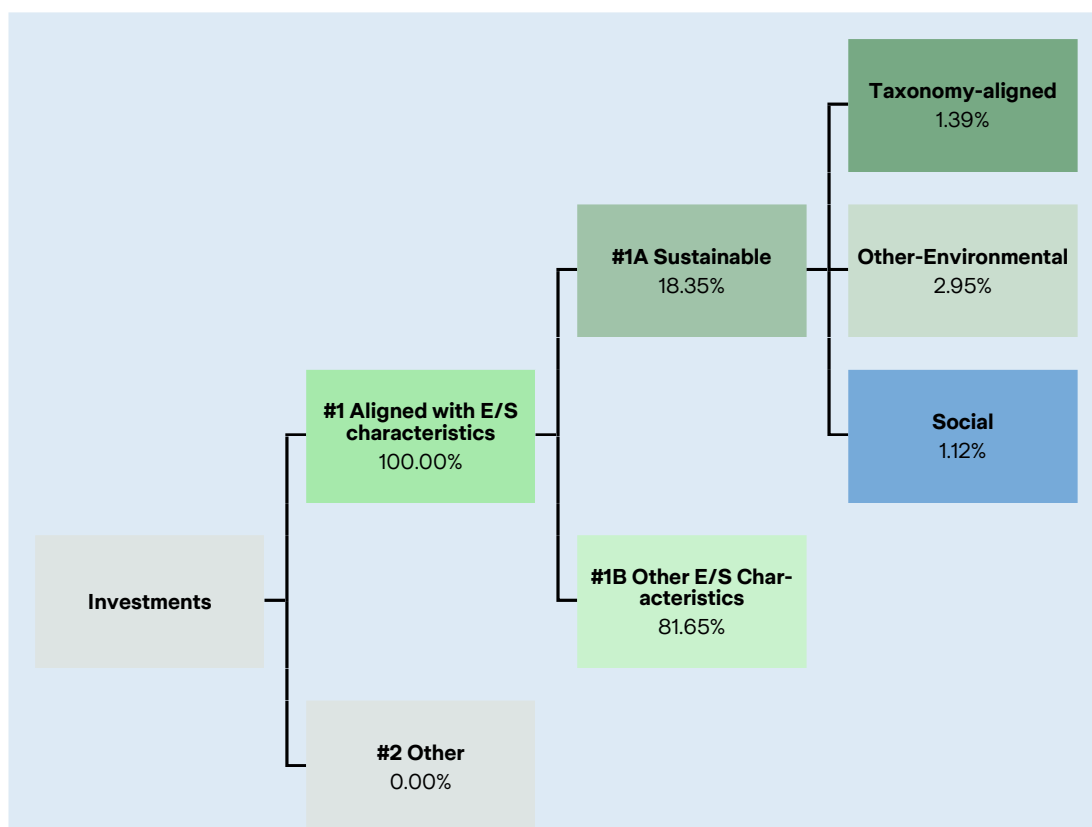 Taxonomy-aligned
1.39%
#1A Sustainable
18.35%
Other-Environmental
2.95%
#1 Aligned with E/S
characteristics
100.00%
Social
1.12%
Investments
#1B Other E/S Char-
acteristics
81.65%
#2 Other
0.00%